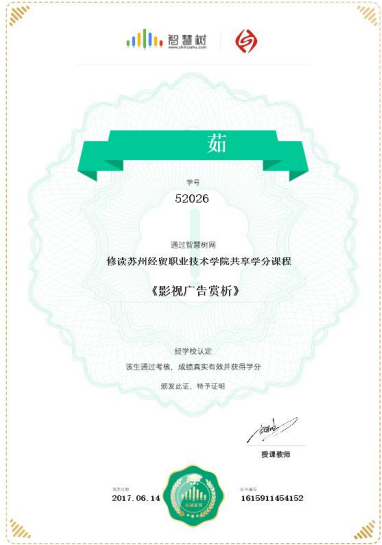 智慧树
www.zhihuishu.com
茹
学号
52026
通过智慧树网
修读苏州经贸职业技术学院共享学分课程
《影视广告赏析》
经学校认定
该生通过考核，成绩真实有效并获得学分
颁发此证，特予证明
授课教师
2017.06.14
证书编号
1615911454152